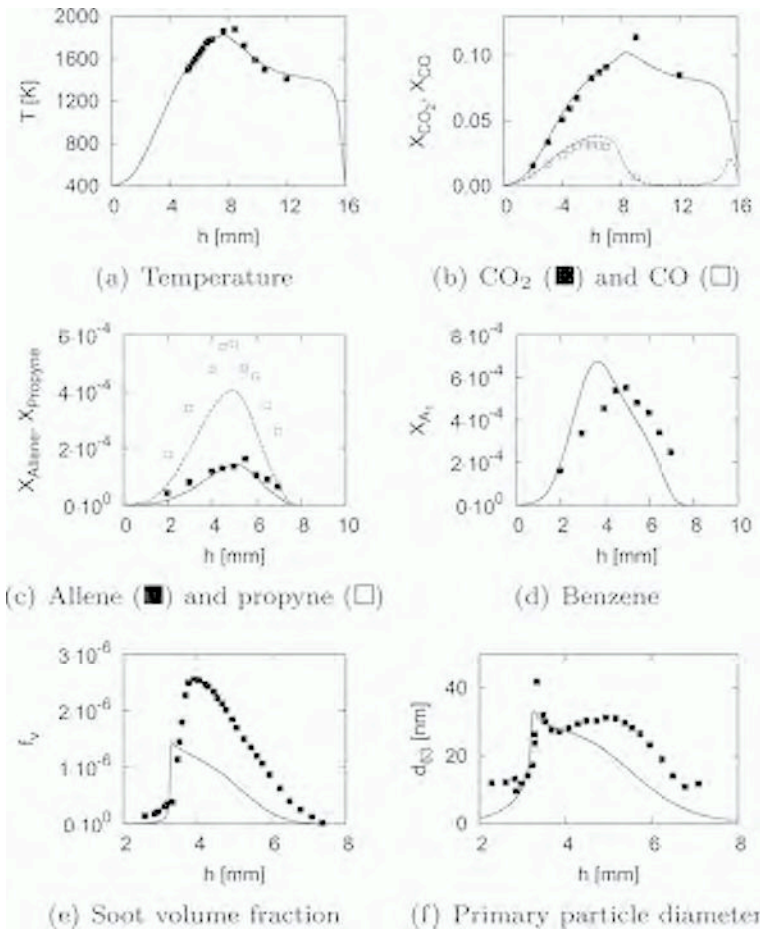 2000
1600
1200
800
400
T [K]
0 4 8 12 16
h [mm]
(a) Temperature
0.10
0.05
0.00
X_CO₂, X_CO
0 4 8 12 16
h [mm]
(b) CO₂ (■) and CO (□)
6·10⁻⁴
4·10⁻⁴
2·10⁻⁴
0·10⁰
X_Allene, X_Propyne
0 2 4 6 8 10
h [mm]
(c) Allene (■) and propyne (□)
8·10⁻⁴
6·10⁻⁴
4·10⁻⁴
2·10⁻⁴
0·10⁰
X_A₁
0 2 4 6 8 10
h [mm]
(d) Benzene
3·10⁻⁶
2·10⁻⁶
1·10⁻⁶
0·10⁰
f_v
2 4 6 8
h [mm]
(e) Soot volume fraction
40
20
0
[nm]
2 4 6 8
h [mm]
(f) Primary particle diameter